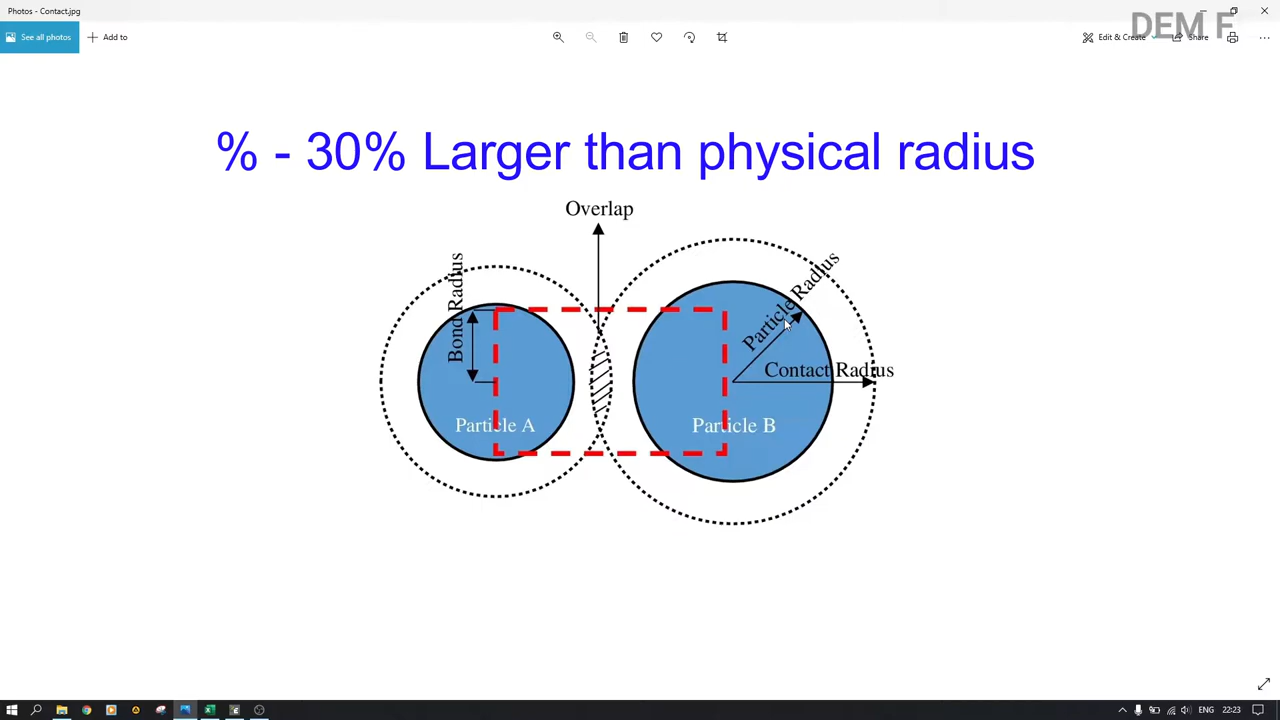 Photos - Contact.jpg
DEM F
See all photos
Add to
Edit & Create
Share
% - 30% Larger than physical radius
Overlap
Bond Radius
Particle Radius
Contact Radius
Particle A
Particle B
ENG
22:23